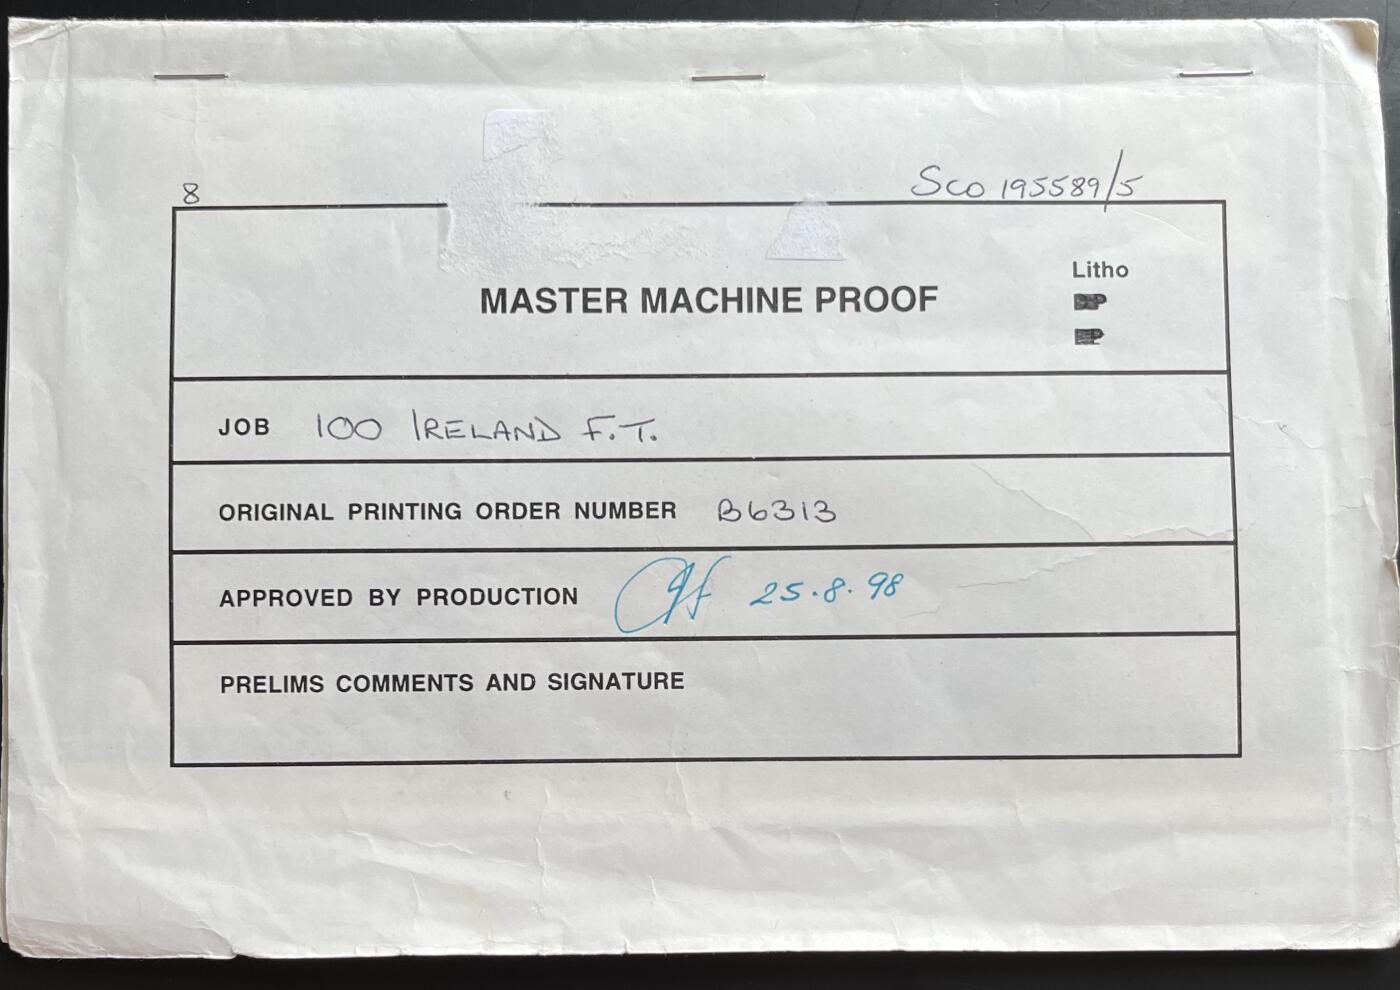 8
Sco 195589/5
MASTER MACHINE PROOF
Litho
JOB 100 IRELAND F.T.
ORIGINAL PRINTING ORDER NUMBER B6313
APPROVED BY PRODUCTION 25.8.98
PRELIMS COMMENTS AND SIGNATURE